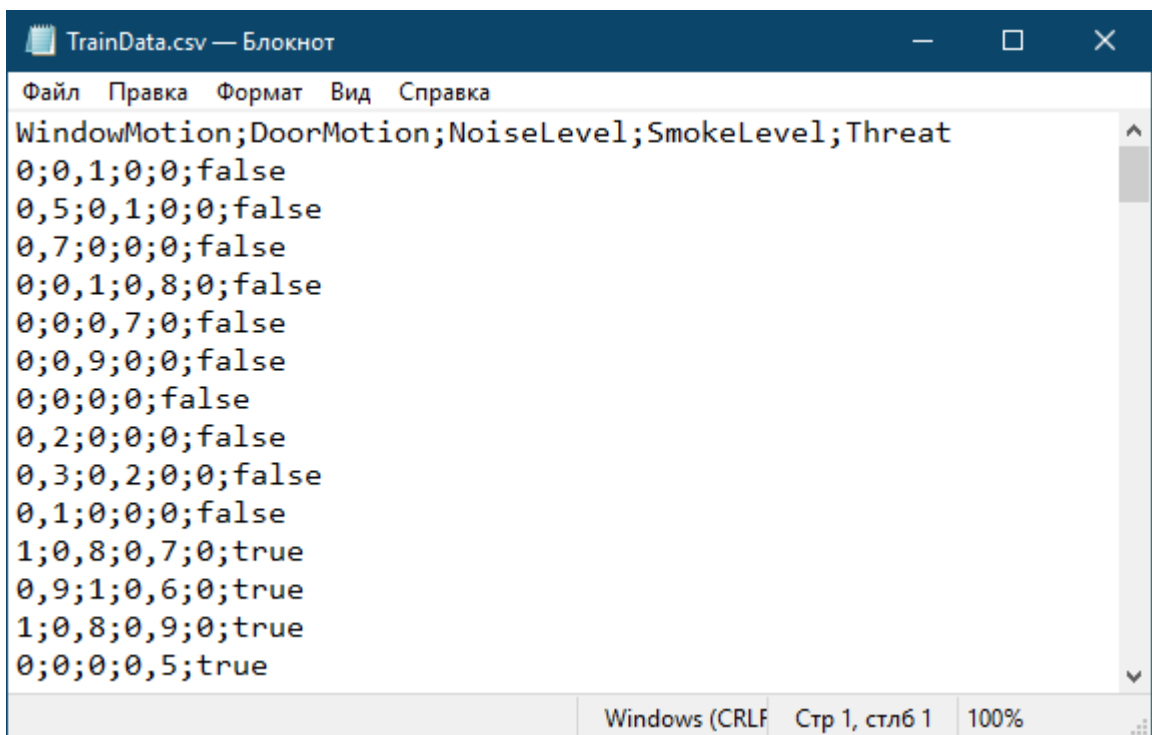 TrainData.csv — Блокнот
Файл Правка Формат Вид Справка
WindowMotion;DoorMotion;NoiseLevel;SmokeLevel;Threat
0;0,1;0;0;false
0,5;0,1;0;0;false
0,7;0;0;0;false
0;0,1;0,8;0;false
0;0;0,7;0;false
0;0,9;0;0;false
0;0;0;0;false
0,2;0;0;0;false
0,3;0,2;0;0;false
0,1;0;0;0;false
1;0,8;0,7;0;true
0,9;1;0,6;0;true
1;0,8;0,9;0;true
0;0;0;0,5;true
Windows (CRLF Стр 1, стлб 1 100%